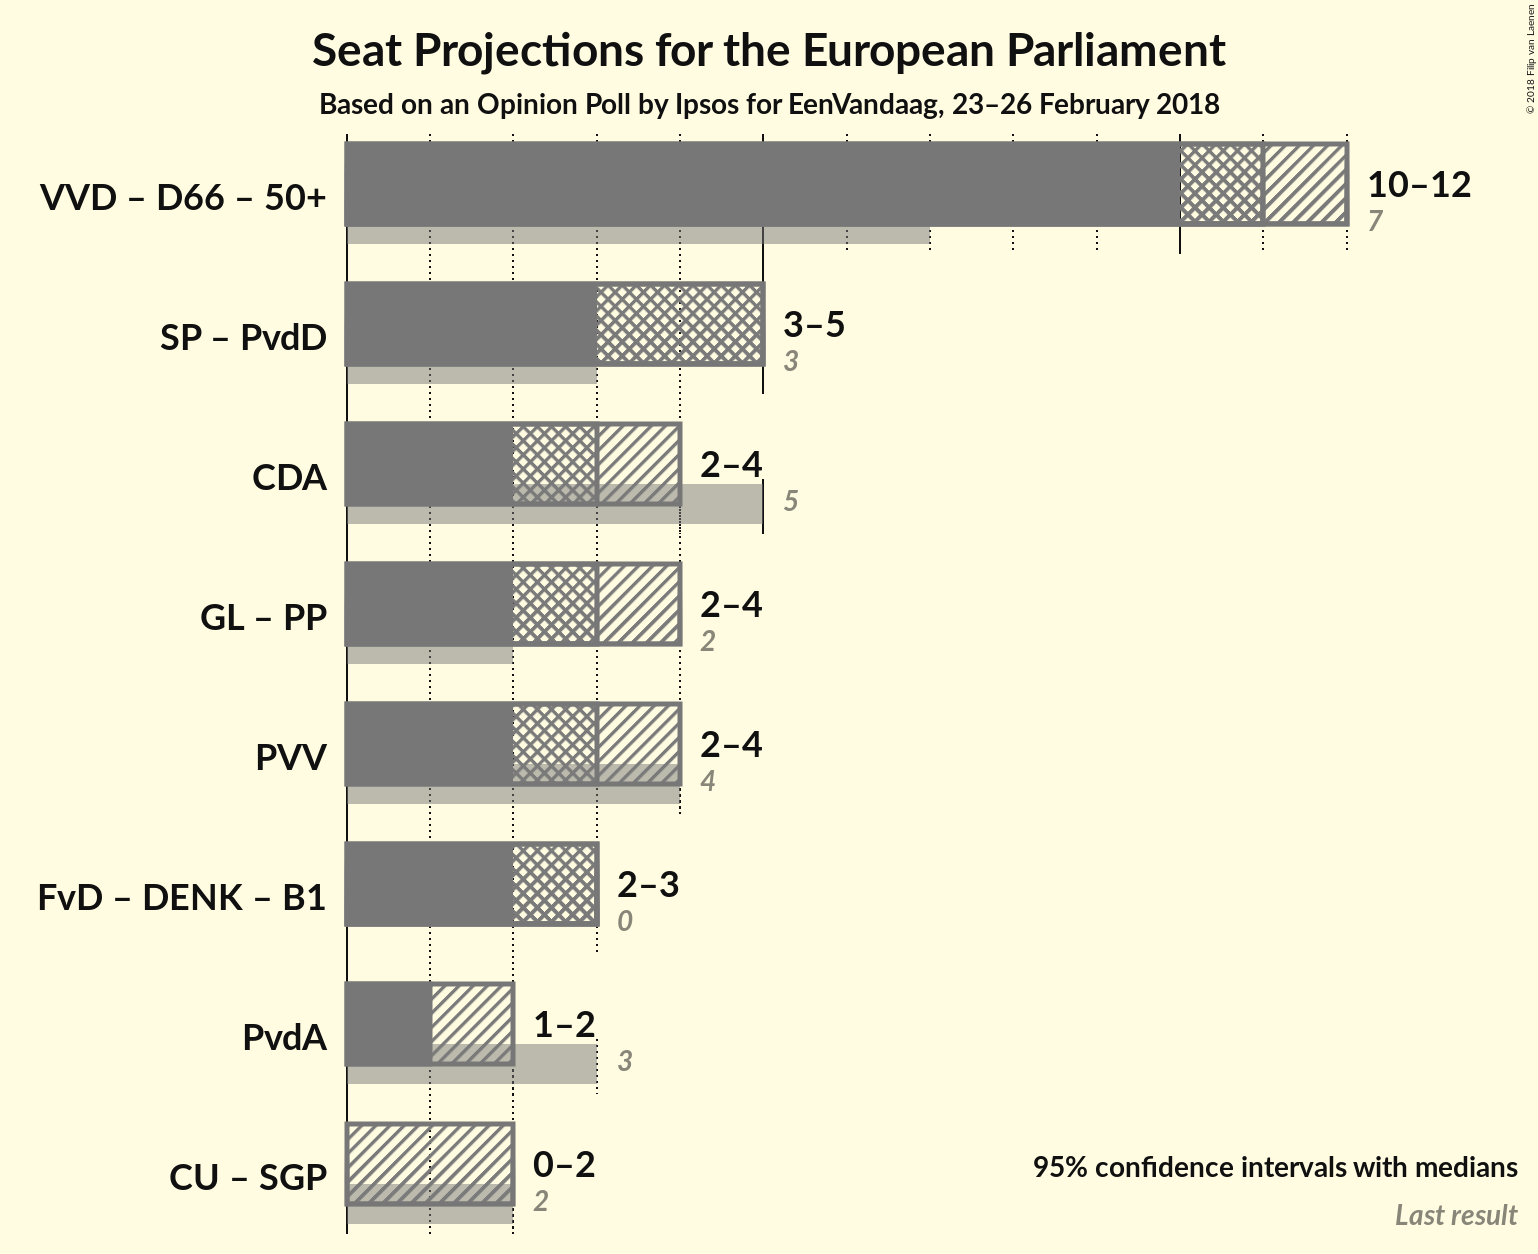 Seat Projections for the European Parliament
Based on an Opinion Poll by Ipsos for EenVandaag, 23–26 February 2018
© 2018 Filip van Laenen
VVD – D66 – 50+
10–12
7
SP – PvdD
3–5
3
CDA
2–4
5
GL – PP
2–4
2
PVV
2–4
4
FvD – DENK – B1
2–3
0
PvdA
1–2
3
CU – SGP
0–2
2
95% confidence intervals with medians
Last result